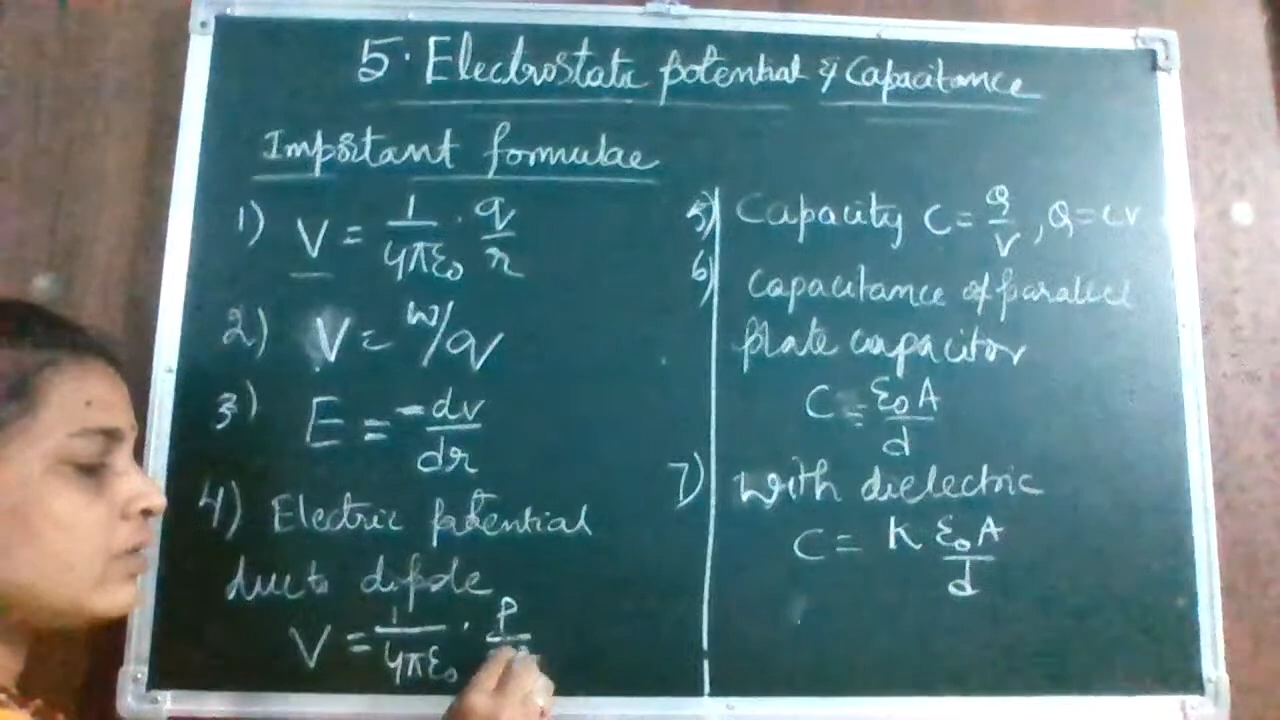 5. Electrostatic potential & Capacitance
Important formulae
1) V = 1/4πε₀ · q/r
2) V = W/q
3) E = -dv/dr
4) Electric potential
due to dipole
V = 1/4πε₀ · P
5) Capacity C = Q/V, Q = CV
6) Capacitance of parallel
plate capacitor
C = ε₀A/d
7) With dielectric
C = K ε₀A/d